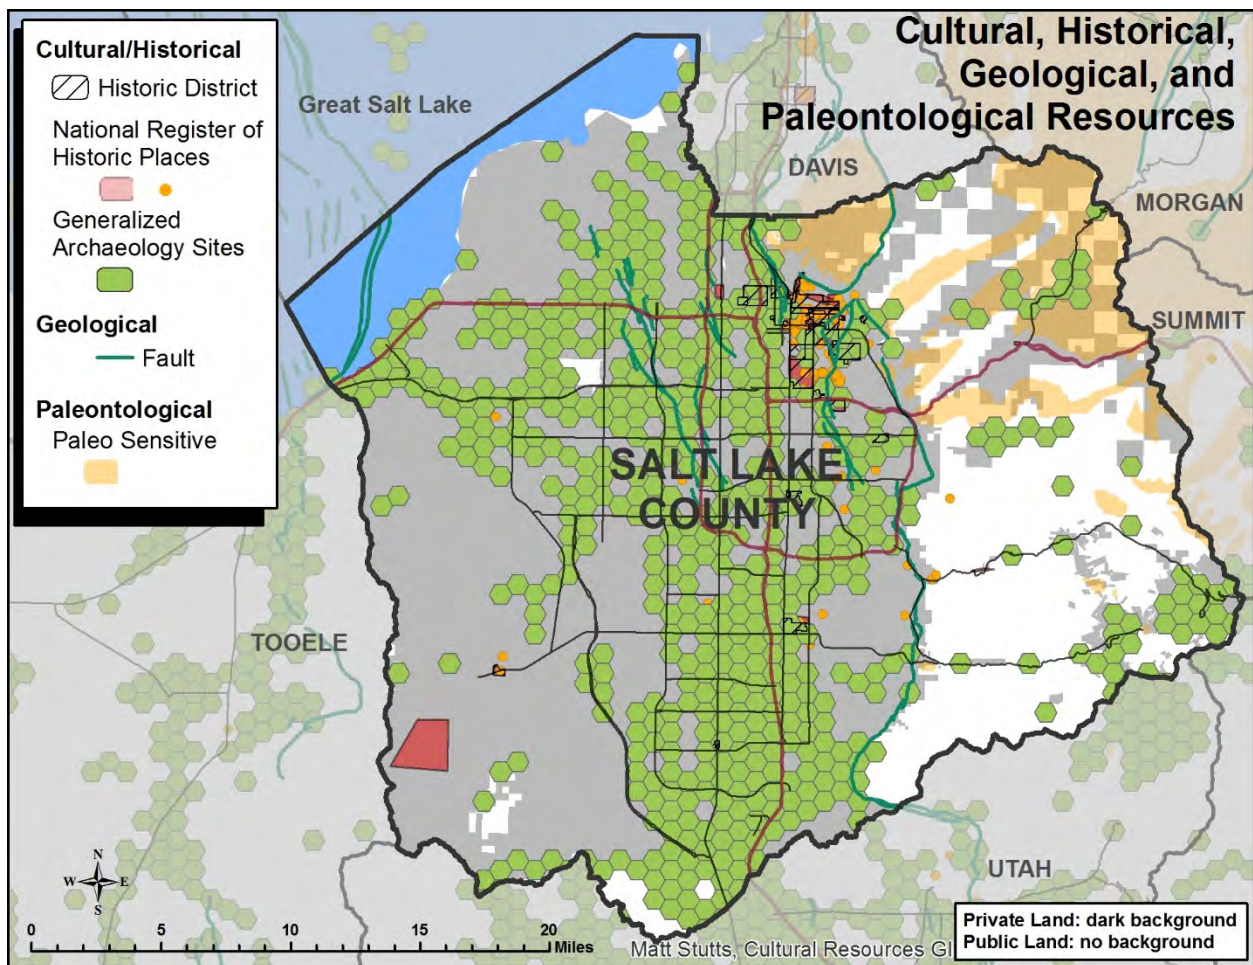 Cultural, Historical,
Geological, and
Paleontological Resources
Cultural/Historical
Historic District
National Register of
Historic Places
Generalized
Archaeology Sites
Geological
Fault
Paleontological
Paleo Sensitive
Great Salt Lake
DAVIS
MORGAN
SUMMIT
SALT LAKE
COUNTY
TOOELE
UTAH
N
W E
S
0 5 10 15 20
Miles
Matt Stutts, Cultural Resources GI
Private Land: dark background
Public Land: no background